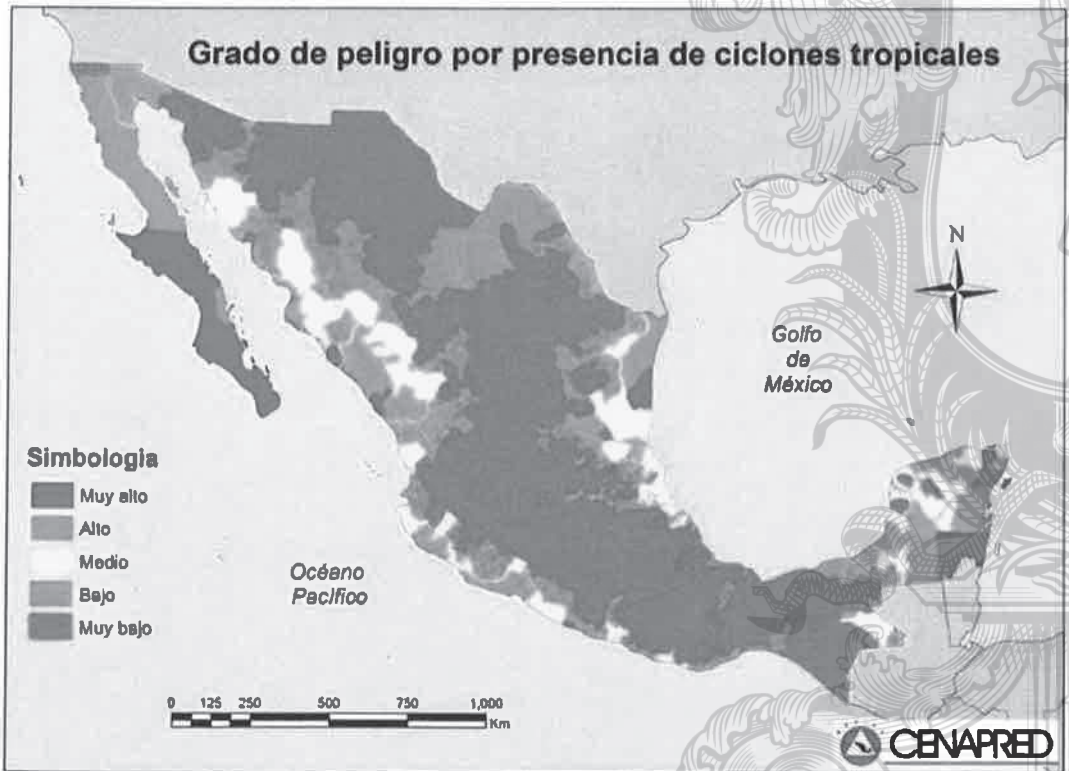 Grado de peligro por presencia de ciclones tropicales
N
Golfo
de
México
Simbologia
Muy alto
Alto
Medio
Bajo
Muy bajo
Océano
Pacífico
0 125 250 500 750 1,000
Km
CENAPRED